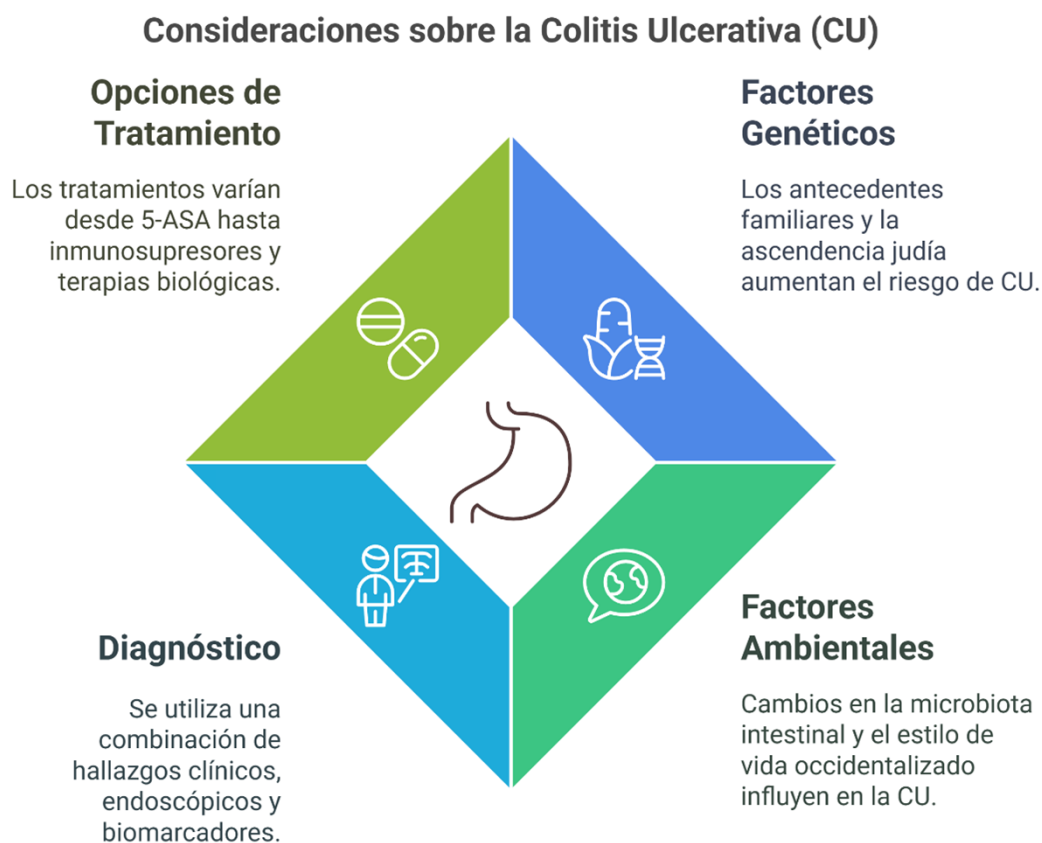 Consideraciones sobre la Colitis Ulcerativa (CU)
Opciones de
Tratamiento
Los tratamientos varían
desde 5-ASA hasta
inmunosupresores y
terapias biológicas.
Factores
Genéticos
Los antecedentes
familiares y la
ascendencia judía
aumentan el riesgo de CU.
Diagnóstico
Se utiliza una
combinación de
hallazgos clínicos,
endoscópicos y
biomarcadores.
Factores
Ambientales
Cambios en la microbiota
intestinal y el estilo de
vida occidentalizado
influyen en la CU.